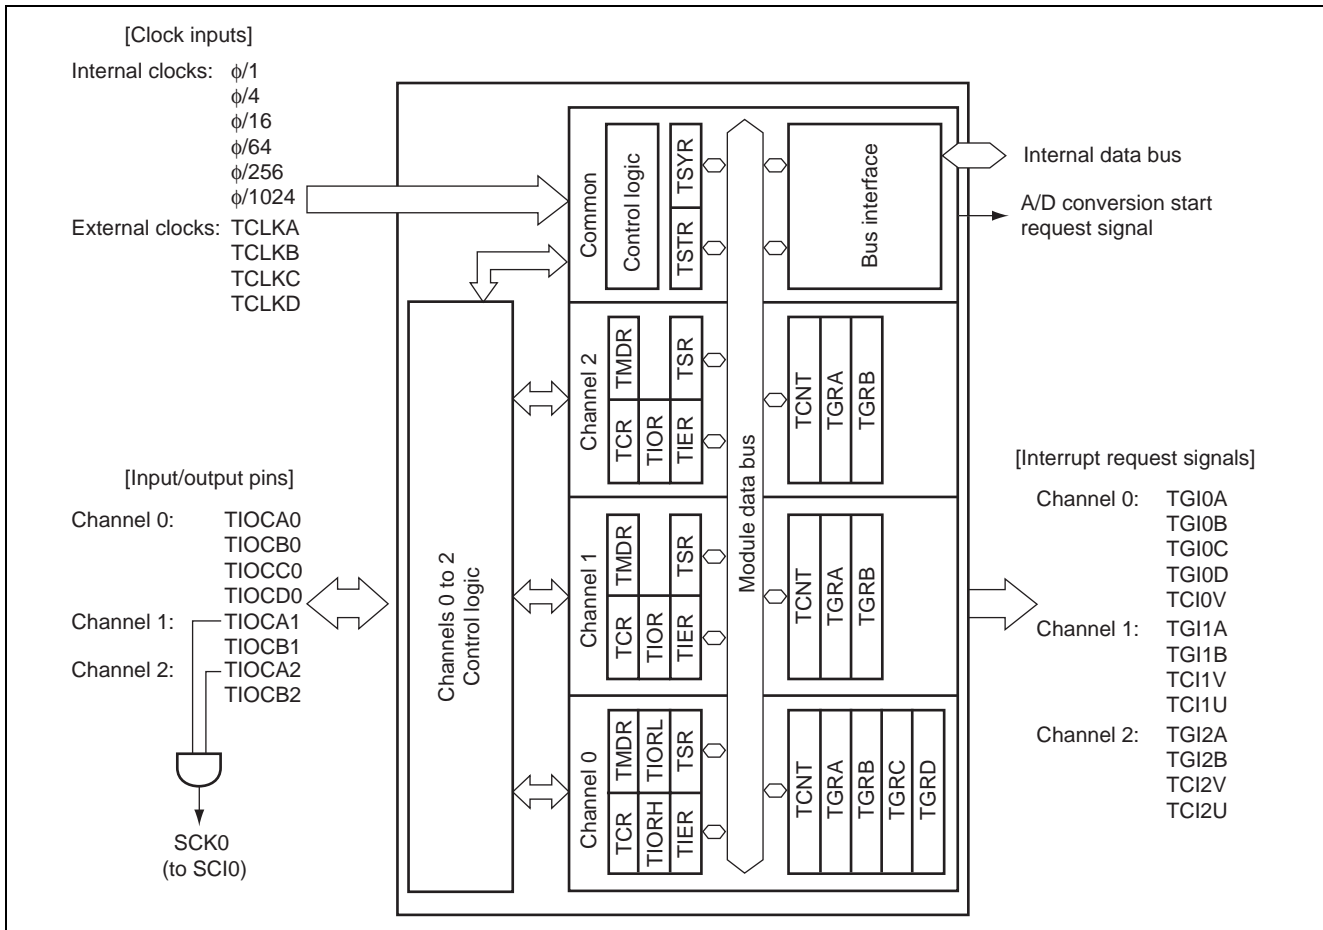 [Clock inputs]
Internal clocks: ϕ/1
ϕ/4
ϕ/16
ϕ/64
ϕ/256
ϕ/1024
External clocks: TCLKA
TCLKB
TCLKC
TCLKD
[Input/output pins]
Channel 0: TIOCA0
TIOCB0
TIOCC0
TIOCD0
Channel 1: TIOCA1
TIOCB1
Channel 2: TIOCA2
TIOCB2
SCK0
(to SCI0)
Channels 0 to 2
Control logic
Common
Control logic
TSTR
TSYR
Bus interface
Module data bus
Channel 2
TCR
TMDR
TIOR
TIER
TSR
TCNT
TGRA
TGRB
Channel 1
TCR
TMDR
TIOR
TIER
TSR
TCNT
TGRA
TGRB
Channel 0
TCR
TMDR
TIORH
TIORL
TIER
TSR
TCNT
TGRA
TGRB
TGRC
TGRD
Internal data bus
A/D conversion start
request signal
[Interrupt request signals]
Channel 0: TGI0A
TGI0B
TGI0C
TGI0D
TCI0V
Channel 1: TGI1A
TGI1B
TCI1V
TCI1U
Channel 2: TGI2A
TGI2B
TCI2V
TCI2U